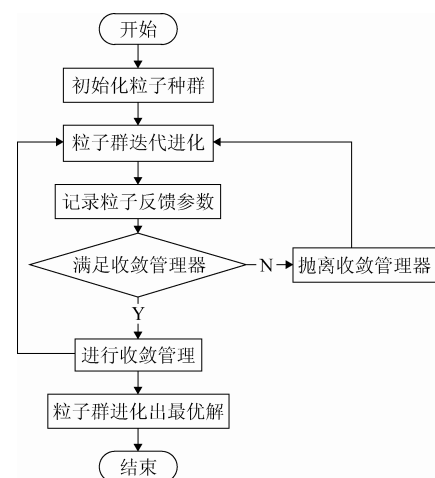 开始
初始化粒子种群
粒子群迭代进化
记录粒子反馈参数
满足收敛管理器
N
抛离收敛管理器
Y
进行收敛管理
粒子群进化出最优解
结束